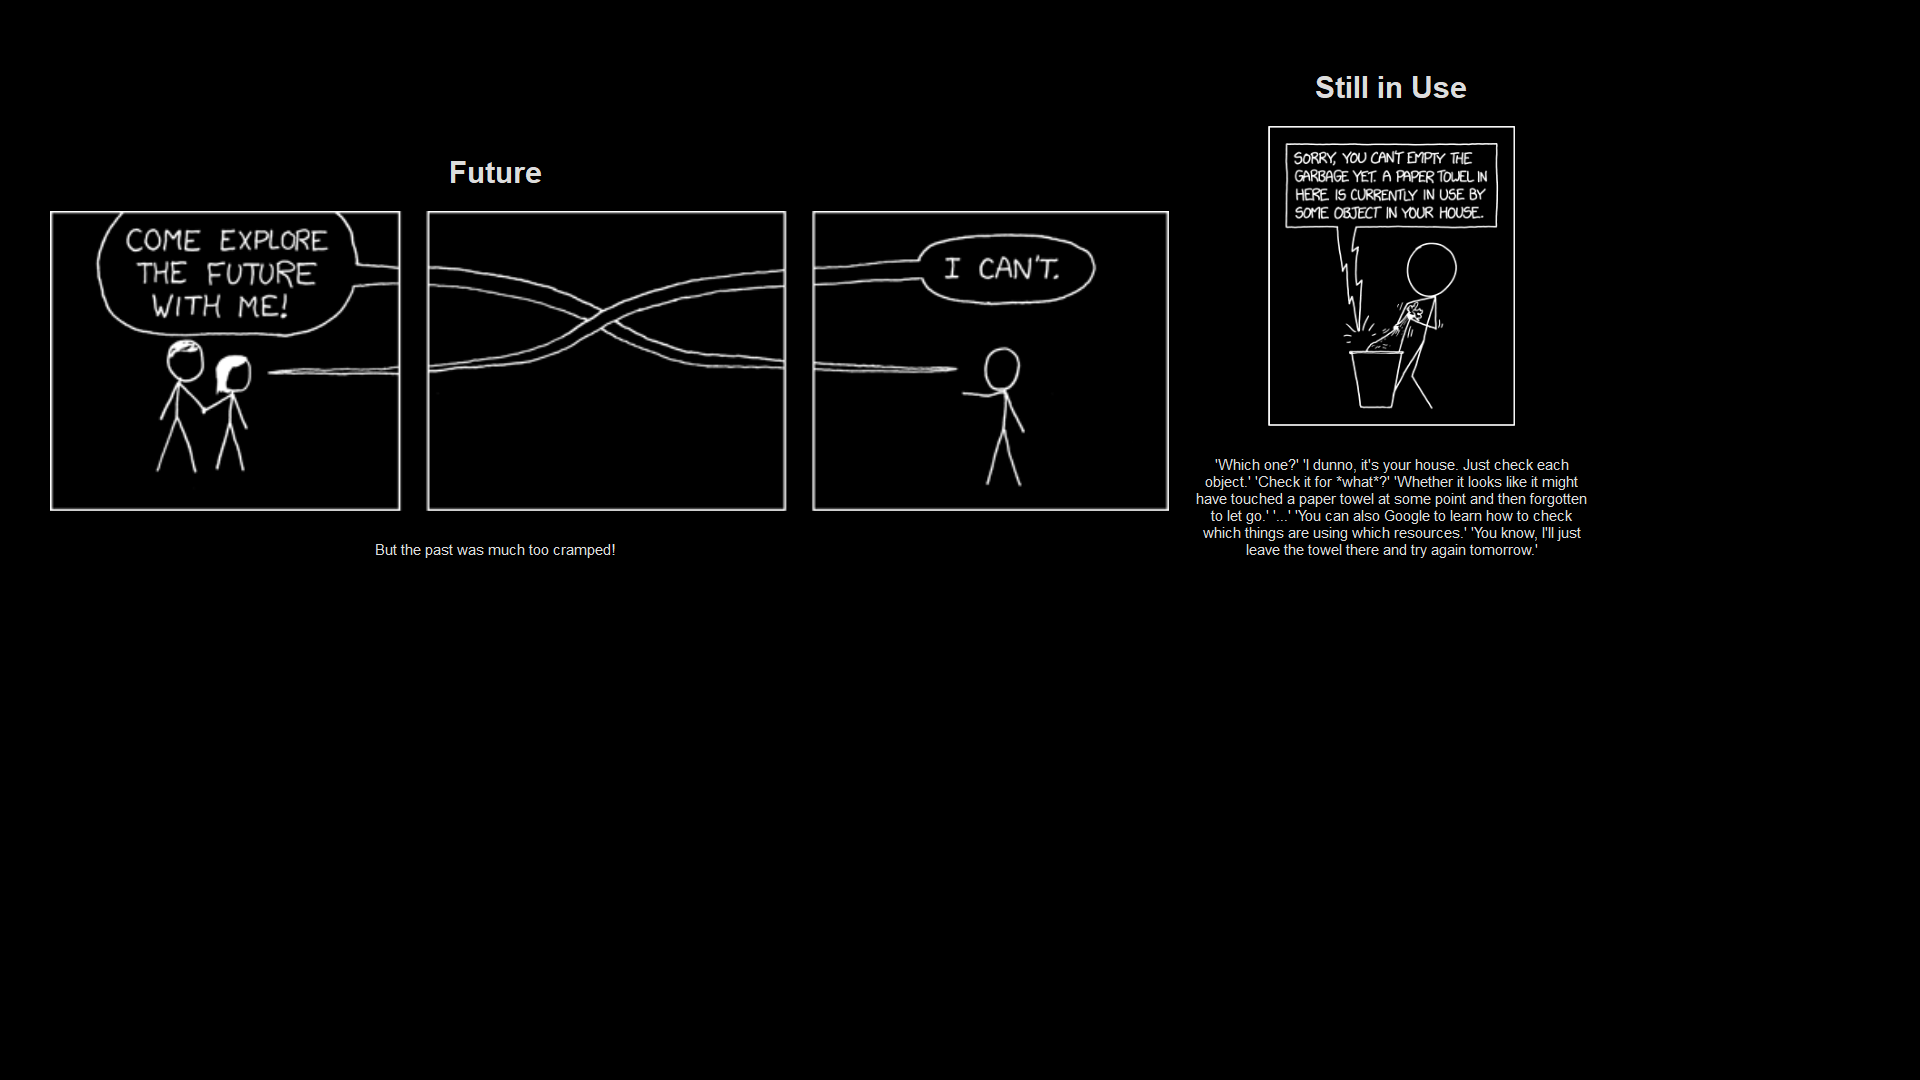 Future
COME EXPLORE
THE FUTURE
WITH ME!
I CAN'T.
But the past was much too cramped!
Still in Use
SORRY, YOU CAN'T EMPTY THE
GARBAGE YET. A PAPER TOWEL IN
HERE IS CURRENTLY IN USE BY
SOME OBJECT IN YOUR HOUSE.
'Which one?' 'I dunno, it's your house. Just check each
object.' 'Check it for *what*?' 'Whether it looks like it might
have touched a paper towel at some point and then forgotten
to let go.' '...' 'You can also Google to learn how to check
which things are using which resources.' 'You know, I'll just
leave the towel there and try again tomorrow.'